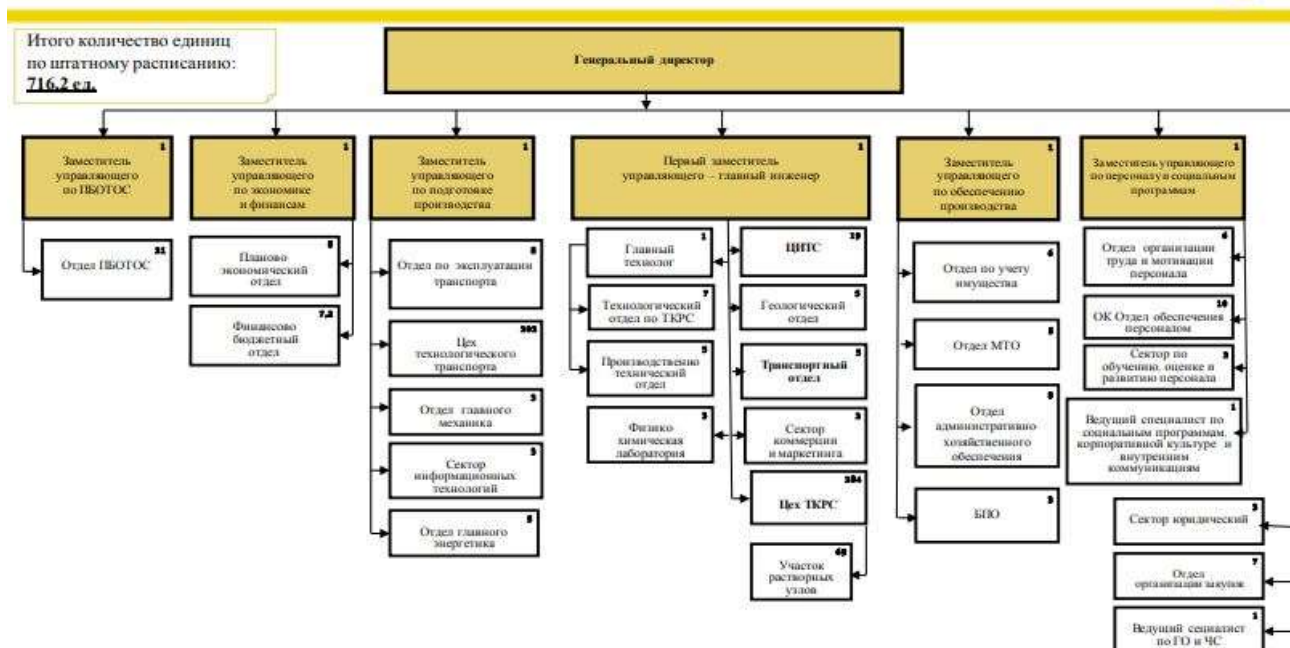 Итого количество единиц
по штатному расписанию:
716,2 ед.
Генеральный директор
1
Заместитель
управляющего
по ПБОТОС
1
Заместитель
управляющего
по экономике
и финансам
1
Заместитель
управляющего
по подготовке
производства
1
Первый заместитель
управляющего – главный инженер
1
Заместитель
управляющего
по обеспечению
производства
1
Заместитель управляющего
по персоналу и социальным
программам
21
Отдел ПБОТОС
Планово
экономический
отдел
7,2
Финансово
бюджетный
отдел
Отдел по эксплуатации
транспорта
Цех
технологического
транспорта
Отдел главного
механика
Сектор
информационных
технологий
Отдел главного
энергетика
1
Главный
технолог
7
Технологический
отдел по ТКРС
Производственно
технический
отдел
Физико
химическая
лаборатория
19
ЦИТС
5
Геологический
отдел
Транспортный
отдел
Сектор
коммерции
и маркетинга
284
Цех ТКРС
Участок
растворных
узлов
6
Отдел по учету
имущества
Отдел МТО
Отдел
административно
хозяйственного
обеспечения
БПО
Отдел организации
труда и мотивации
персонала
10
ОК Отдел обеспечения
персоналом
Сектор по
обучению, оценке и
развитию персонала
1
Ведущий специалист по
социальным программам,
корпоративной культуре и
внутренним
коммуникациям
Сектор юридический
7
Отдел
организации закупок
1
Ведущий сециалист
по ГО и ЧС